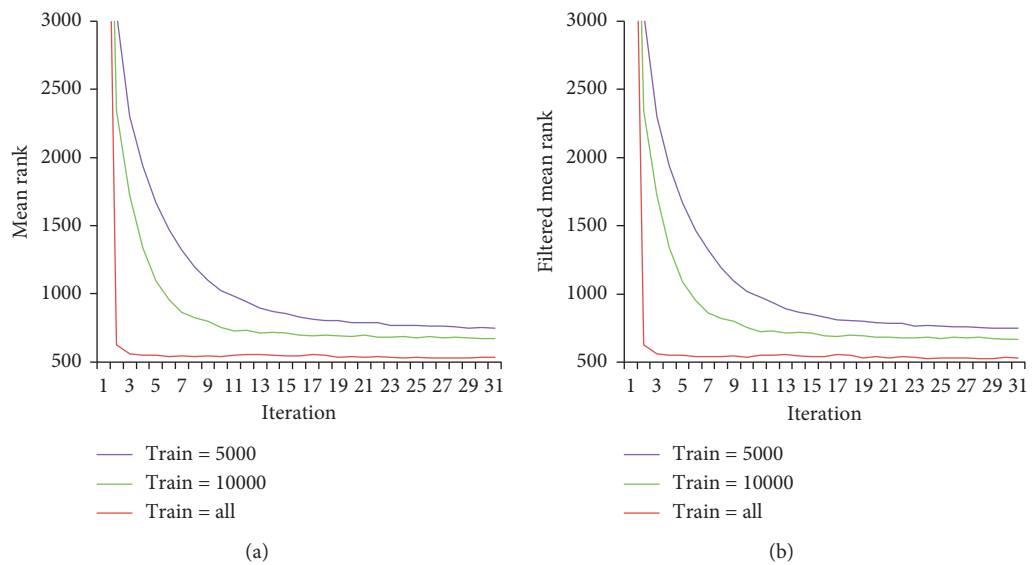 3000
2500
2000
1500
1000
500
Mean rank
1 3 5 7 9 11 13 15 17 19 21 23 25 27 29 31
Iteration
Train = 5000
Train = 10000
Train = all
(a)
3000
2500
2000
1500
1000
500
Filtered mean rank
1 3 5 7 9 11 13 15 17 19 21 23 25 27 29 31
Iteration
Train = 5000
Train = 10000
Train = all
(b)